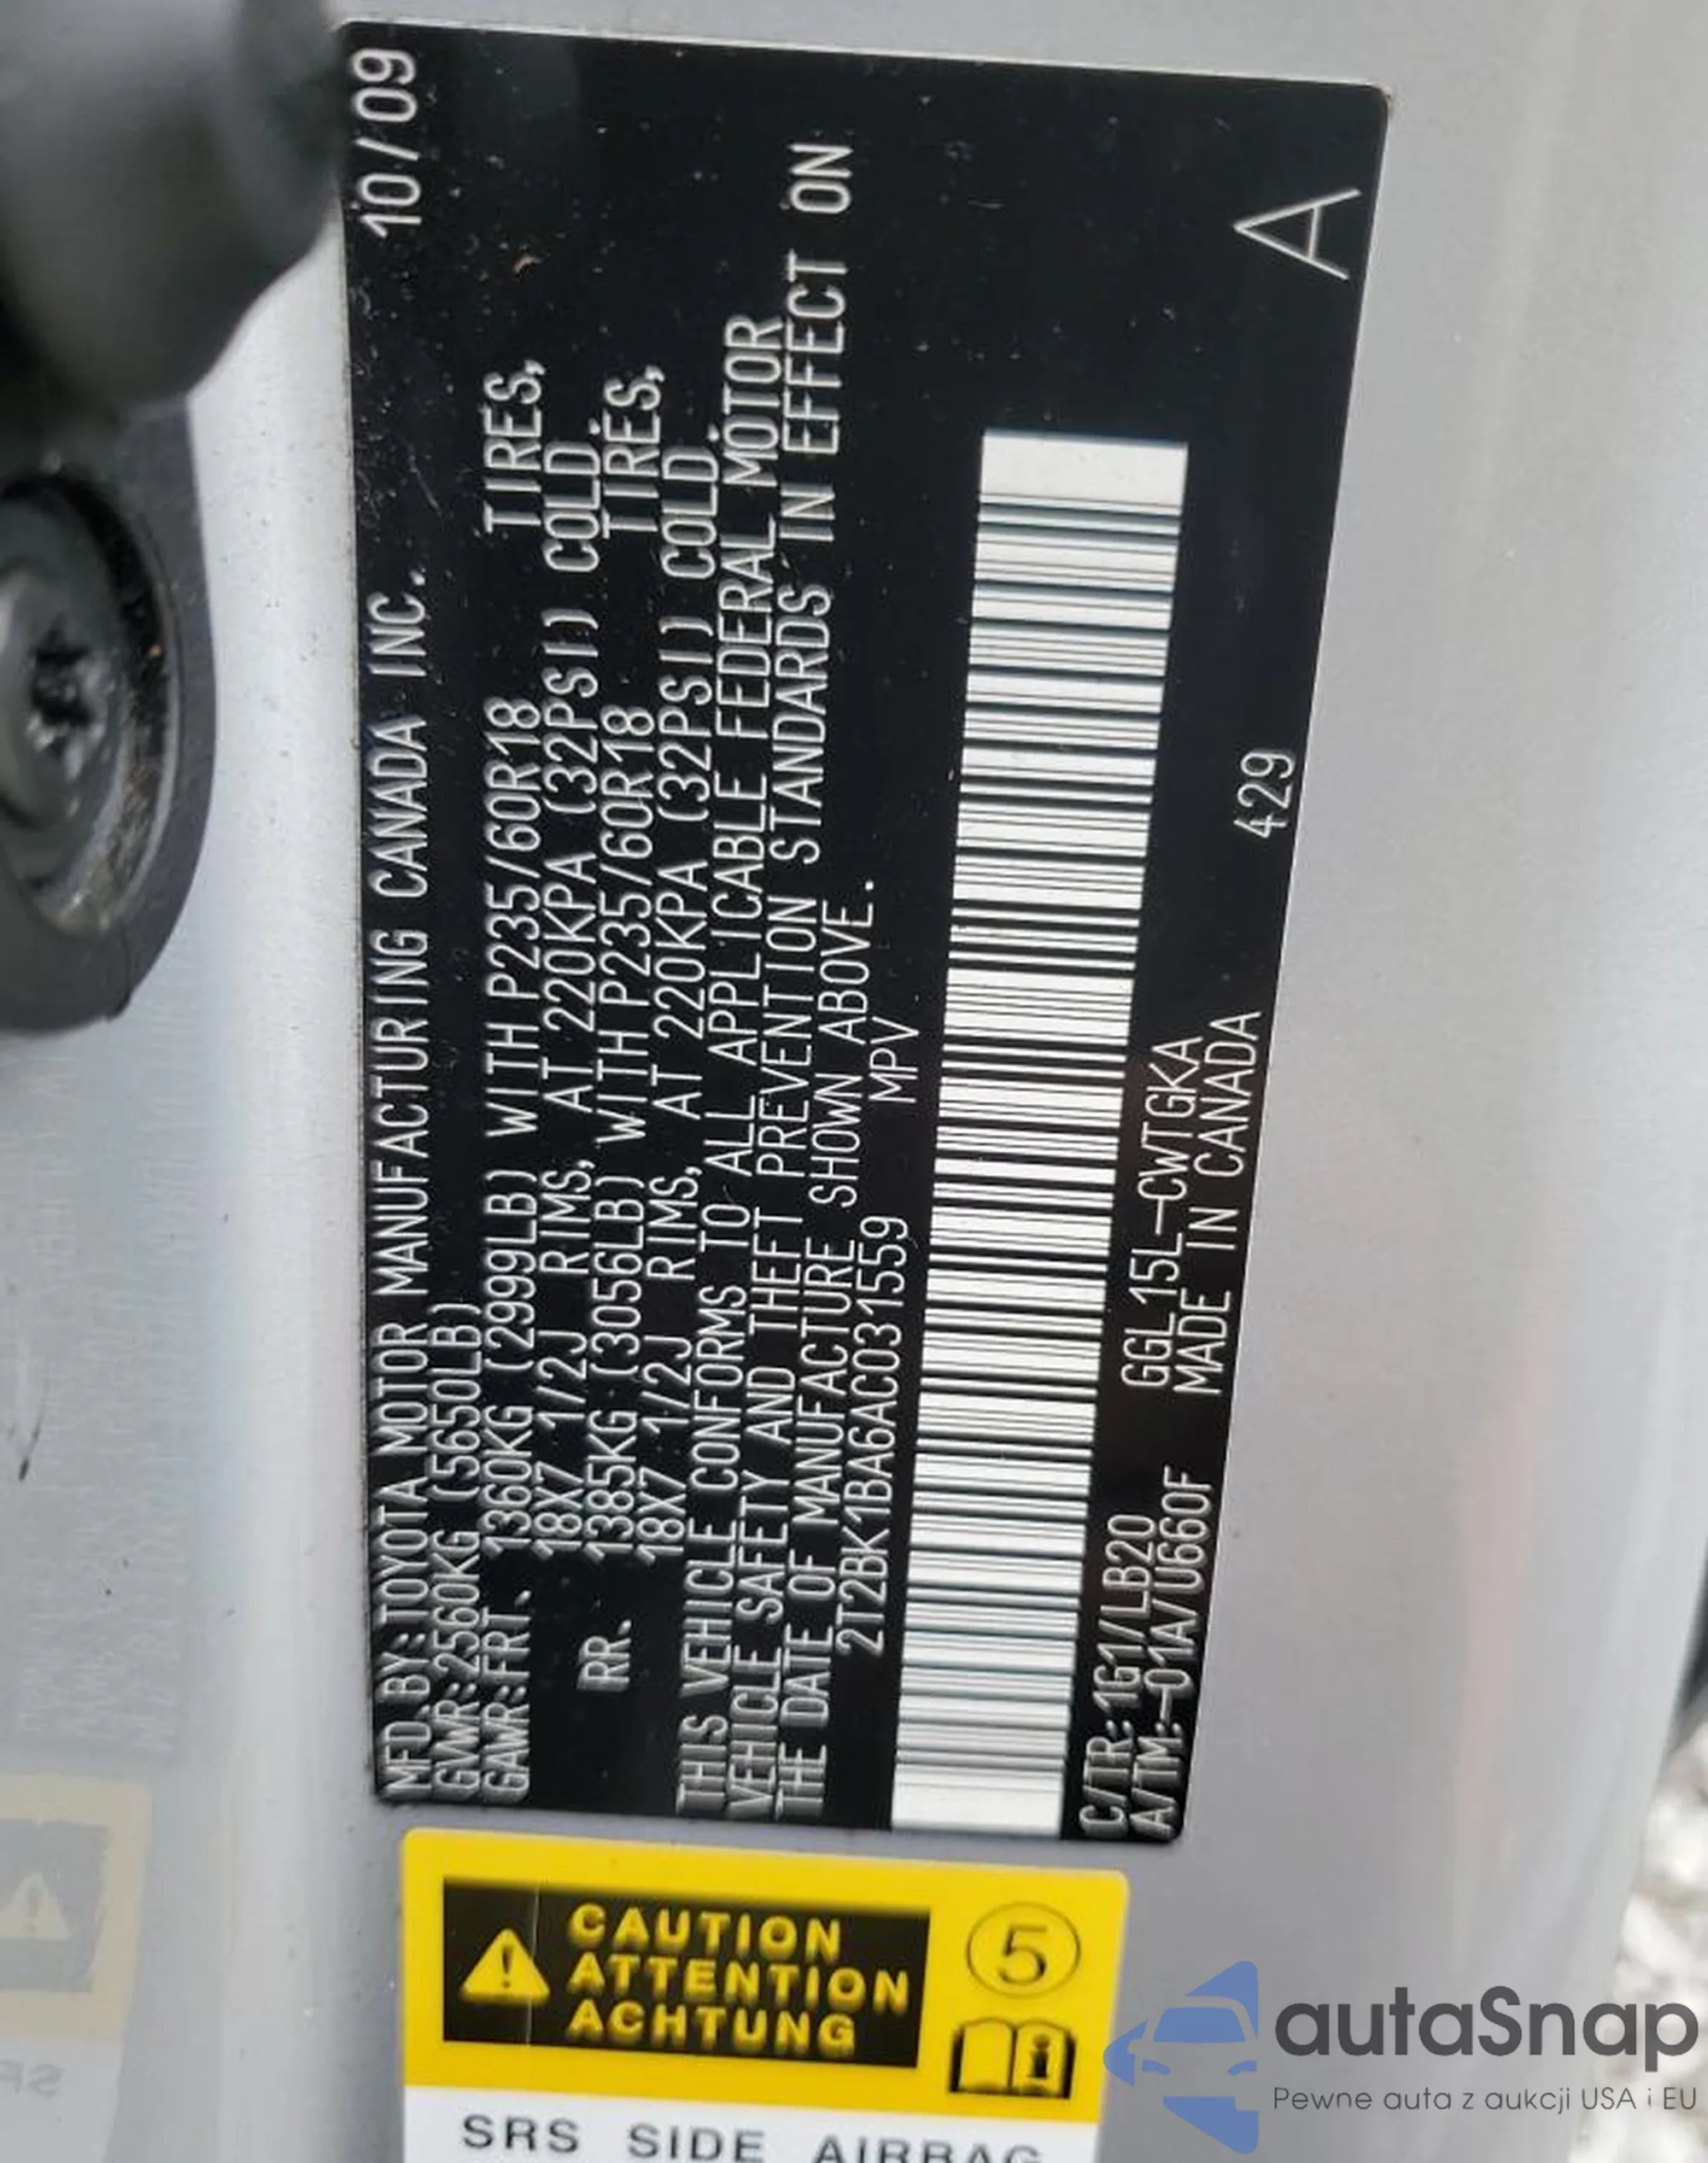 MFD. BY: TOYOTA MOTOR MANUFACTURING CANADA INC. 10/09
GVWR: 2560KG (5650LB)
GAWR: FRT. 1360KG (2999LB) WITH P235/60R18 TIRES,
18X7 1/2J RIMS, AT 220KPA (32PSI) COLD
RR. 1385KG (3056LB) WITH P235/60R18 TIRES,
18X7 1/2J RIMS, AT 220KPA (32PSI) COLD.
THIS VEHICLE CONFORMS TO ALL APPLICABLE FEDERAL MOTOR
VEHICLE SAFETY AND THEFT PREVENTION STANDARDS IN EFFECT ON
THE DATE OF MANUFACTURE SHOWN ABOVE.
2T2BK1BA6AC031559 MPV
C/TR: 1G1/LB20 GGL15L-CWTGKA
A/TM: -01A/U660F MADE IN CANADA 429 A
CAUTION
ATTENTION
ACHTUNG
5
SRS SIDE AIRBAG
autaSnap
Pewne auta z aukcji USA i EU